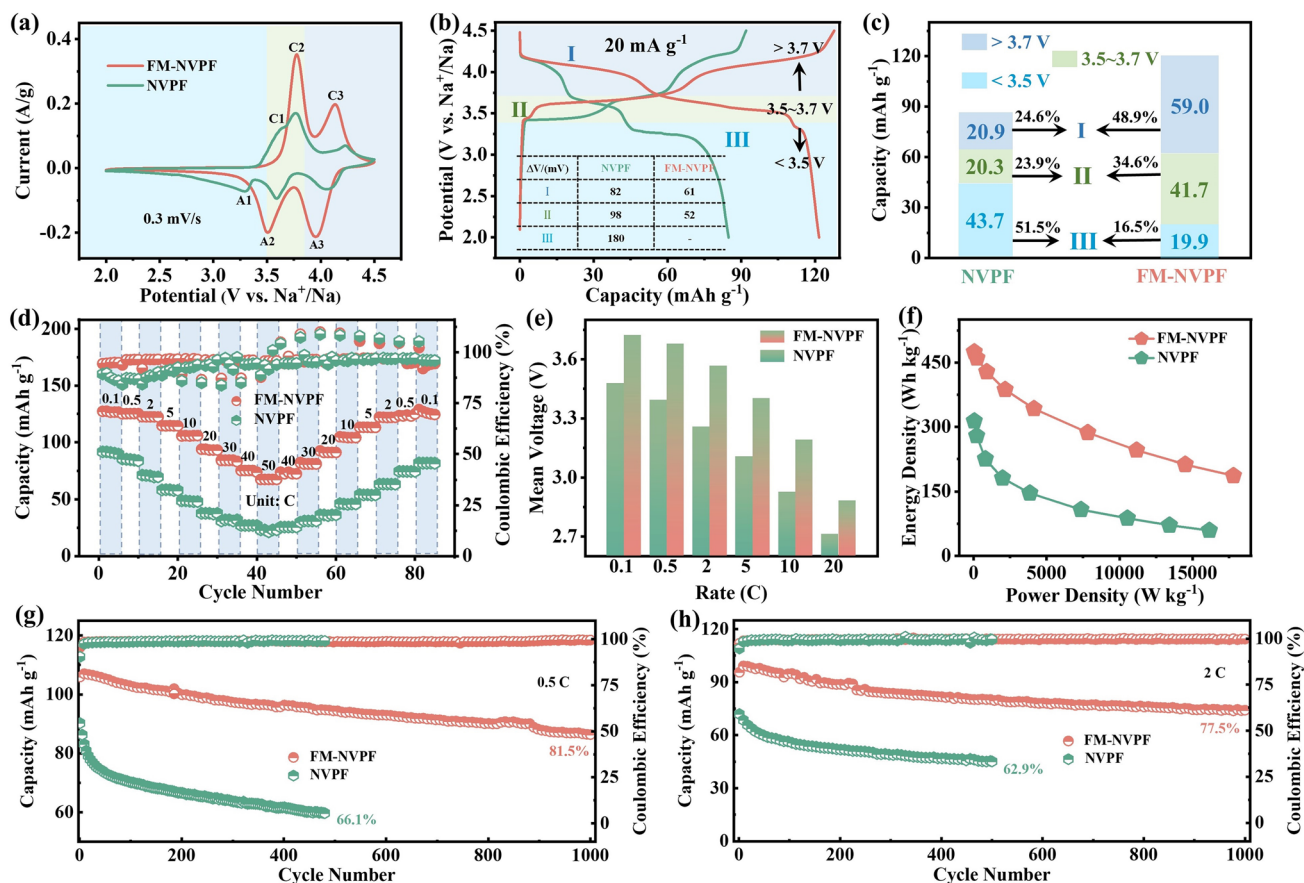 (a)
FM-NVPF
NVPF
C1
C2
C3
A1
A2
A3
0.3 mV/s
0.4
0.2
0.0
-0.2
Current (A/g)
2.0 2.5 3.0 3.5 4.0 4.5
Potential (V vs. Na+/Na)
(b)
20 mA g-1
I
II
III
> 3.7 V
3.5~3.7 V
< 3.5 V
ΔV/(mV) NVPF FM-NVPF
I 82 61
II 98 52
III 180 -
4.5
4.0
3.5
3.0
2.5
2.0
Potential (V vs. Na+/Na)
0 30 60 90 120
Capacity (mAh g-1)
(c)
> 3.7 V
3.5~3.7 V
< 3.5 V
120
90
60
30
0
Capacity (mAh g-1)
20.9 24.6% I 48.9% 59.0
20.3 23.9% II 34.6% 41.7
43.7 51.5% III 16.5% 19.9
NVPF FM-NVPF
(d)
200
175
150
125
100
75
50
25
0
Capacity (mAh g-1)
0.1 0.5 2 5 10 20 30 40 50 40 30 20 10 5 2 0.5 0.1
FM-NVPF
NVPF
Unit: C
100
75
50
25
0
Coulombic Efficiency (%)
0 20 40 60 80
Cycle Number
(e)
FM-NVPF
NVPF
3.6
3.3
3.0
2.7
Mean Voltage (V)
0.1 0.5 2 5 10 20
Rate (C)
(f)
FM-NVPF
NVPF
450
300
150
0
Energy Density (Wh kg-1)
0 5000 10000 15000
Power Density (W kg-1)
(g)
0.5 C
FM-NVPF
NVPF
81.5%
66.1%
120
100
80
60
Capacity (mAh g-1)
100
75
50
25
0
Coulombic Efficiency (%)
0 200 400 600 800 1000
Cycle Number
(h)
2 C
FM-NVPF
NVPF
77.5%
62.9%
120
90
60
45
30
0
Capacity (mAh g-1)
100
75
50
25
0
Coulombic Efficiency (%)
0 200 400 600 800 1000
Cycle Number